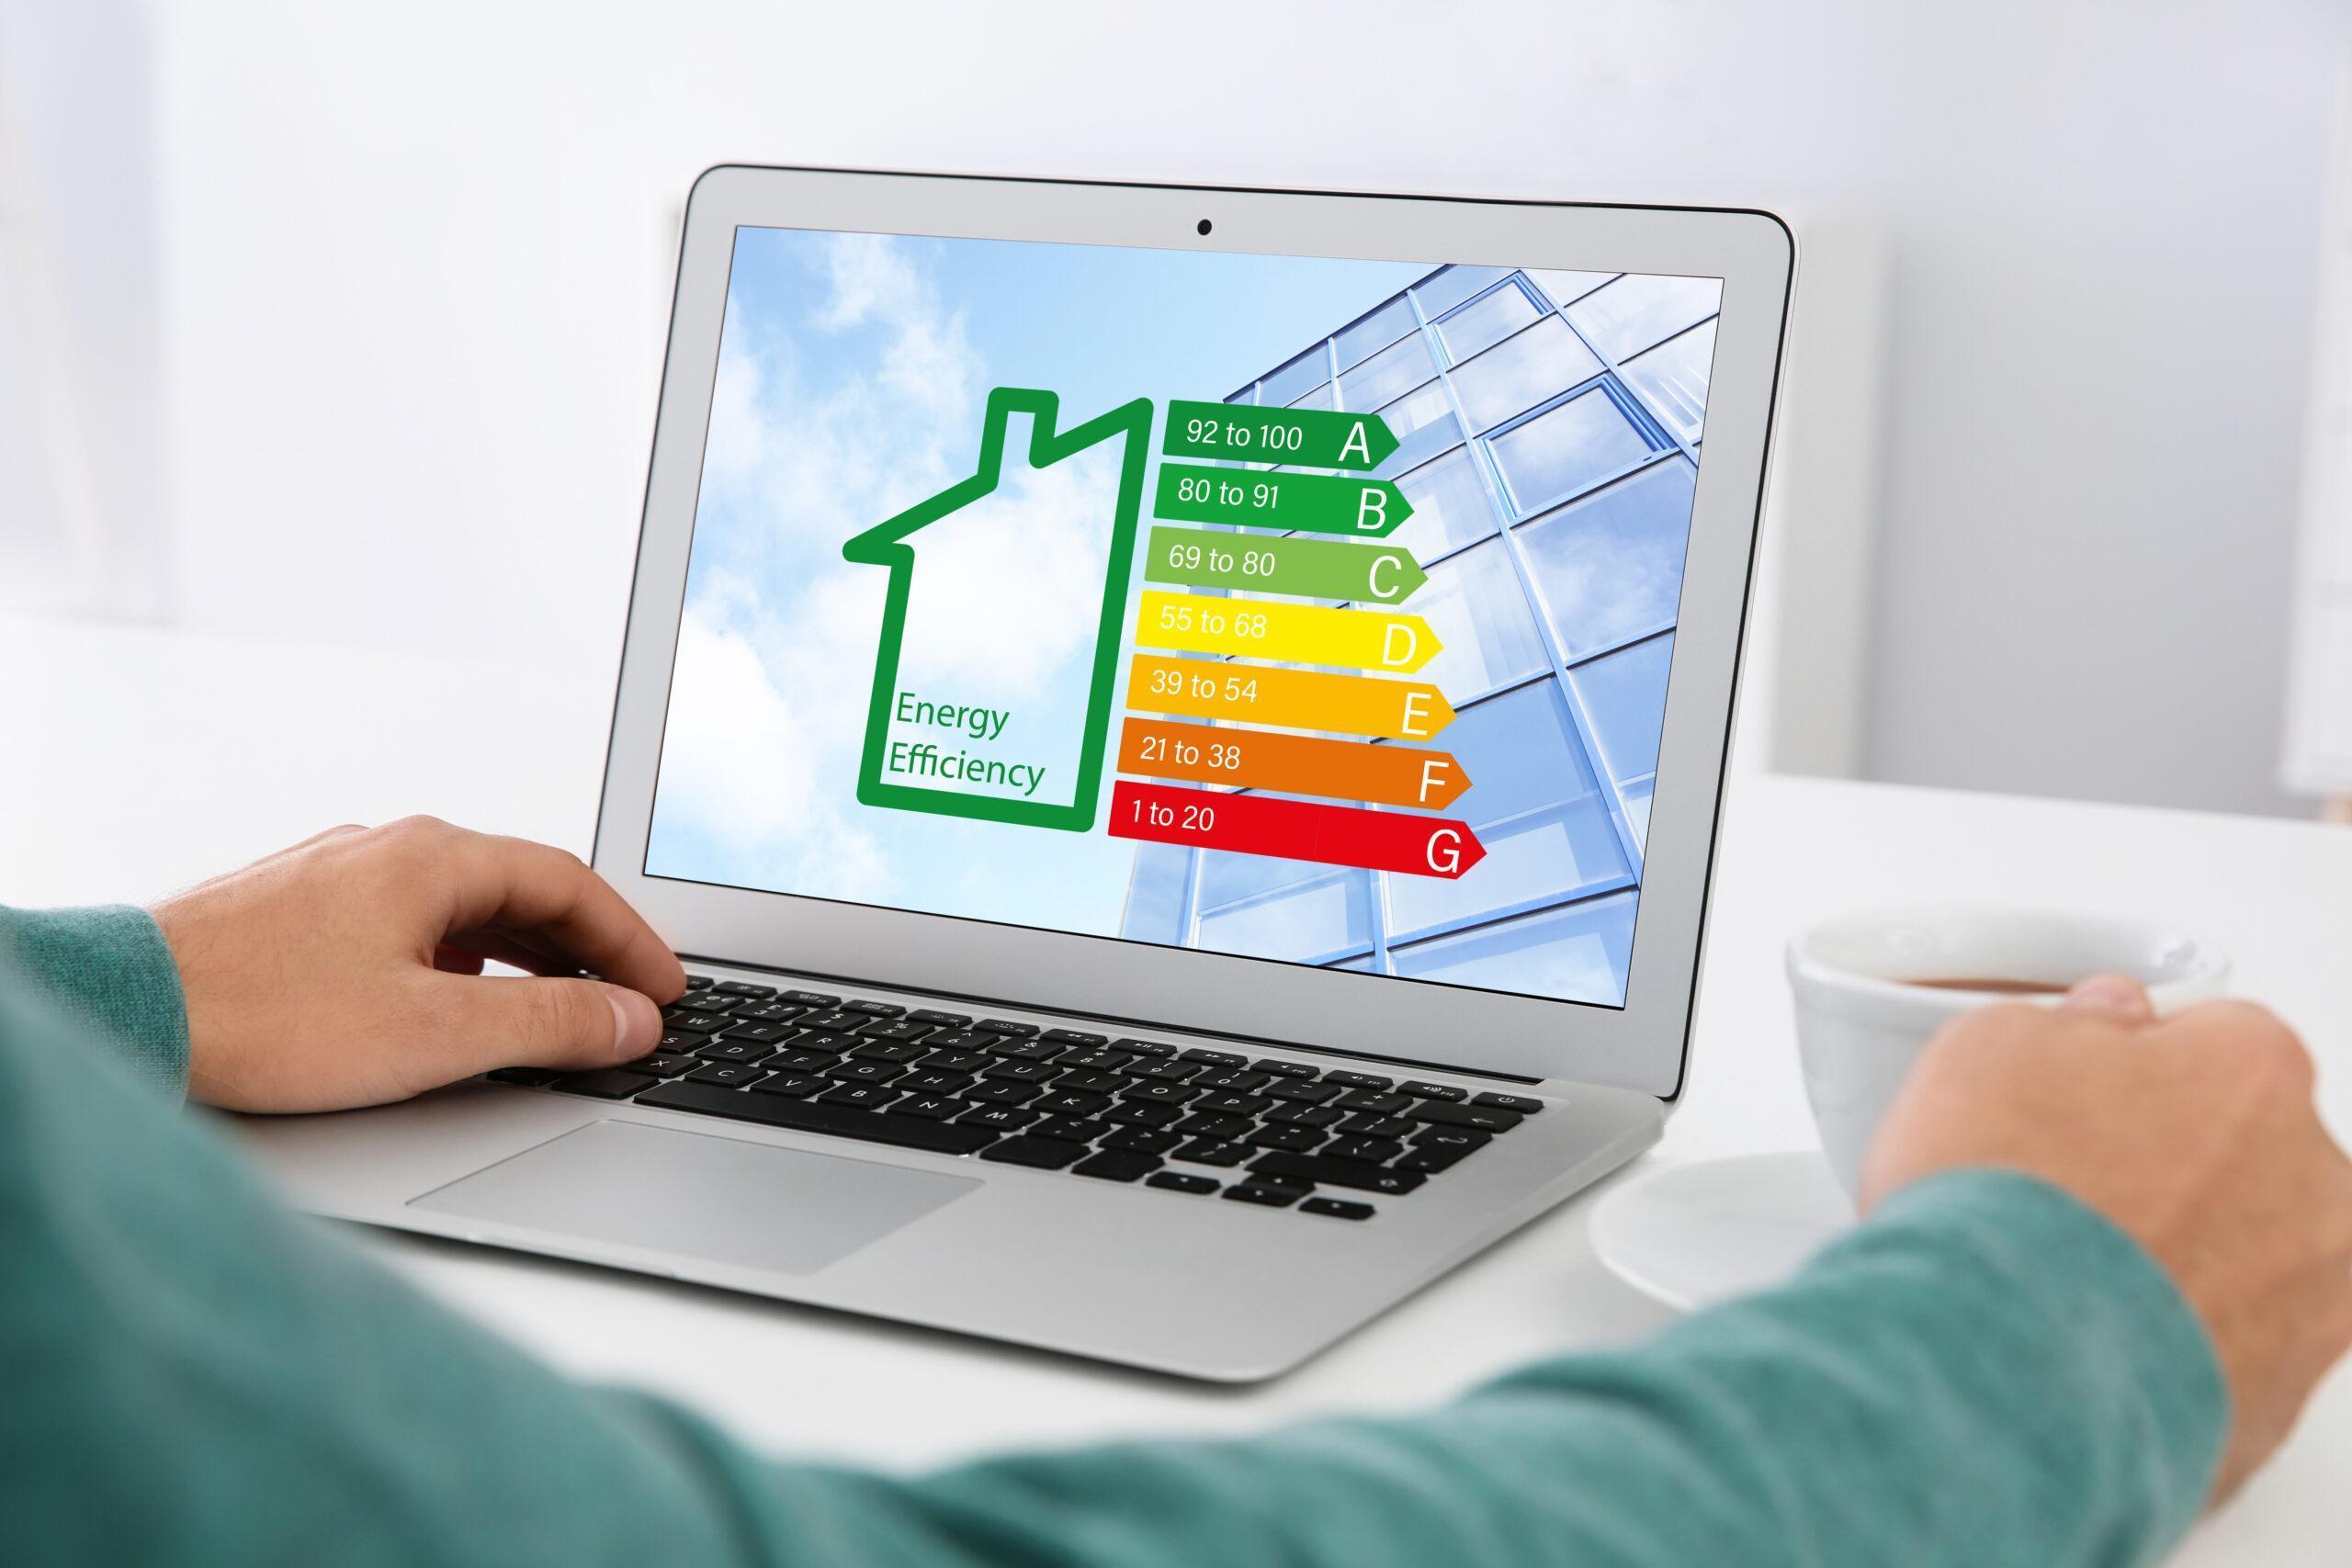 92 to 100 A
80 to 91 B
69 to 80 C
55 to 68 D
39 to 54 E
21 to 38 F
1 to 20 G
Energy
Efficiency
W E R T Y U I O P
S D F G H J K L
X C V B N M